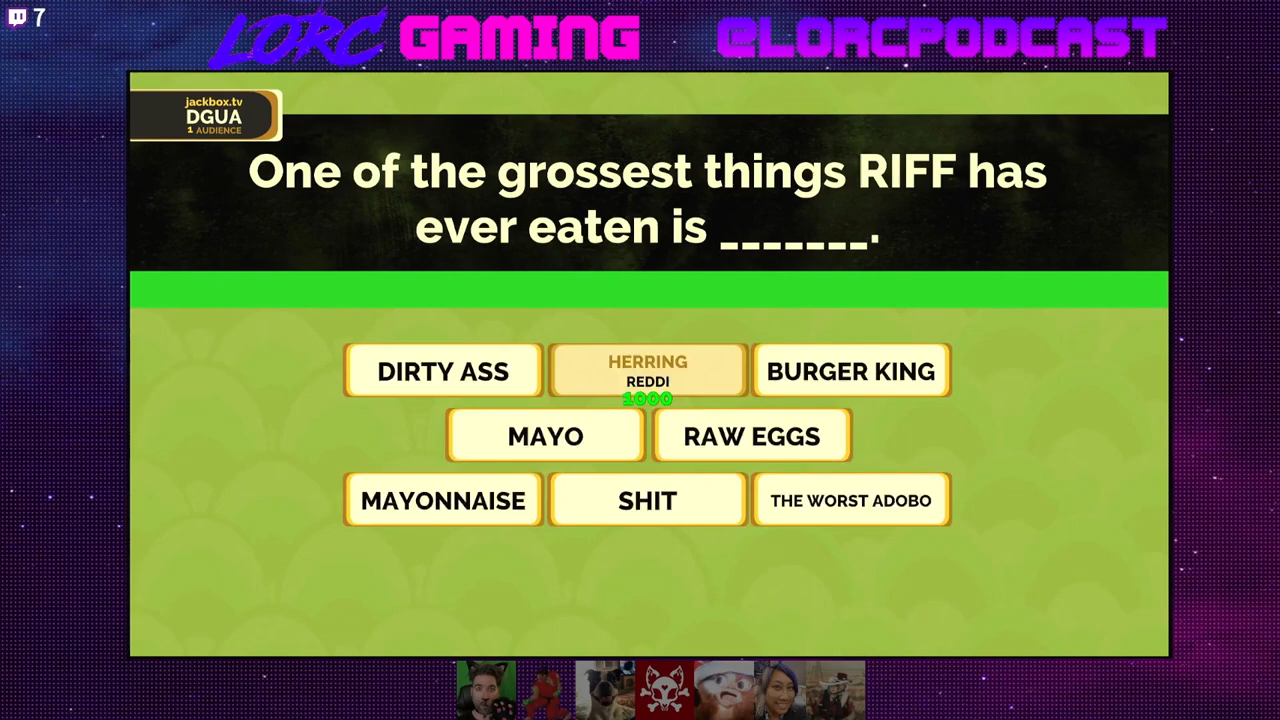 7
LORC GAMING @LORCPODCAST
jackbox.tv
DGUA
1 AUDIENCE
One of the grossest things RIFF has
ever eaten is _______.
DIRTY ASS
HERRING
REDDI
1000
BURGER KING
MAYO
RAW EGGS
MAYONNAISE
SHIT
THE WORST ADOBO